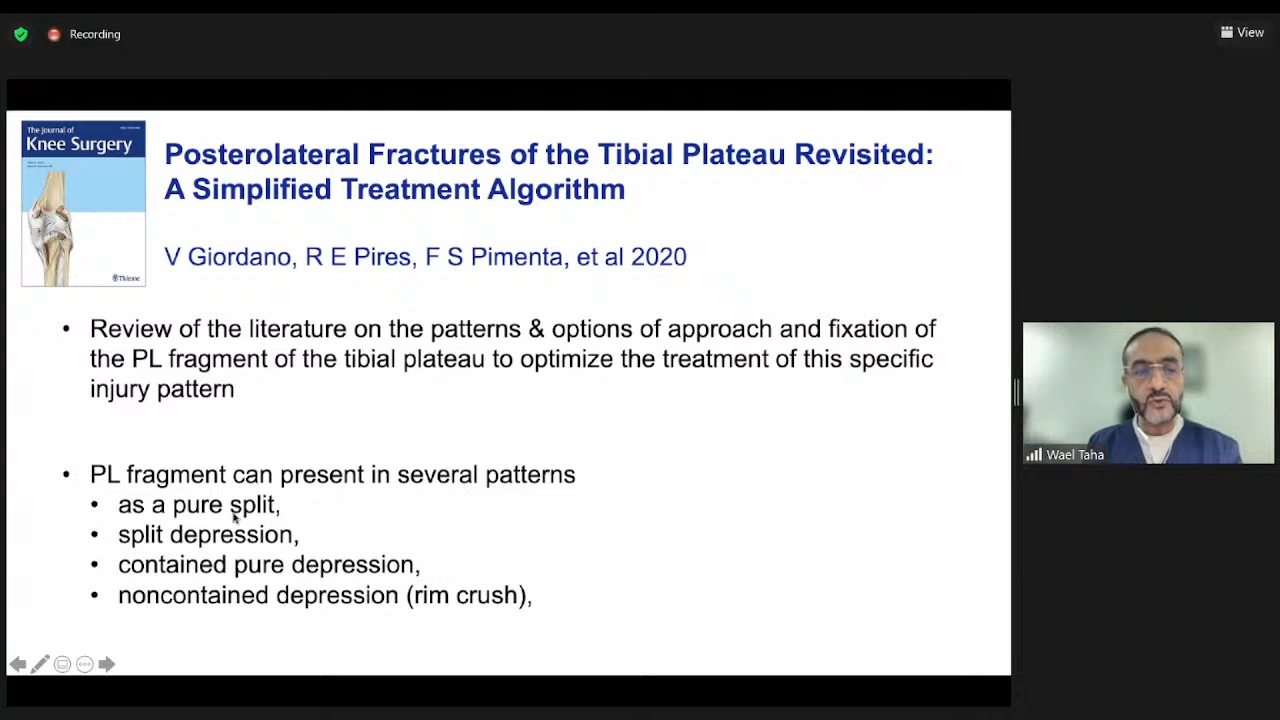 Recording
View
The Journal of
Knee Surgery
Thieme
Posterolateral Fractures of the Tibial Plateau Revisited:
A Simplified Treatment Algorithm
V Giordano, R E Pires, F S Pimenta, et al 2020
• Review of the literature on the patterns & options of approach and fixation of
the PL fragment of the tibial plateau to optimize the treatment of this specific
injury pattern
• PL fragment can present in several patterns
• as a pure split,
• split depression,
• contained pure depression,
• noncontained depression (rim crush),
Wael Taha